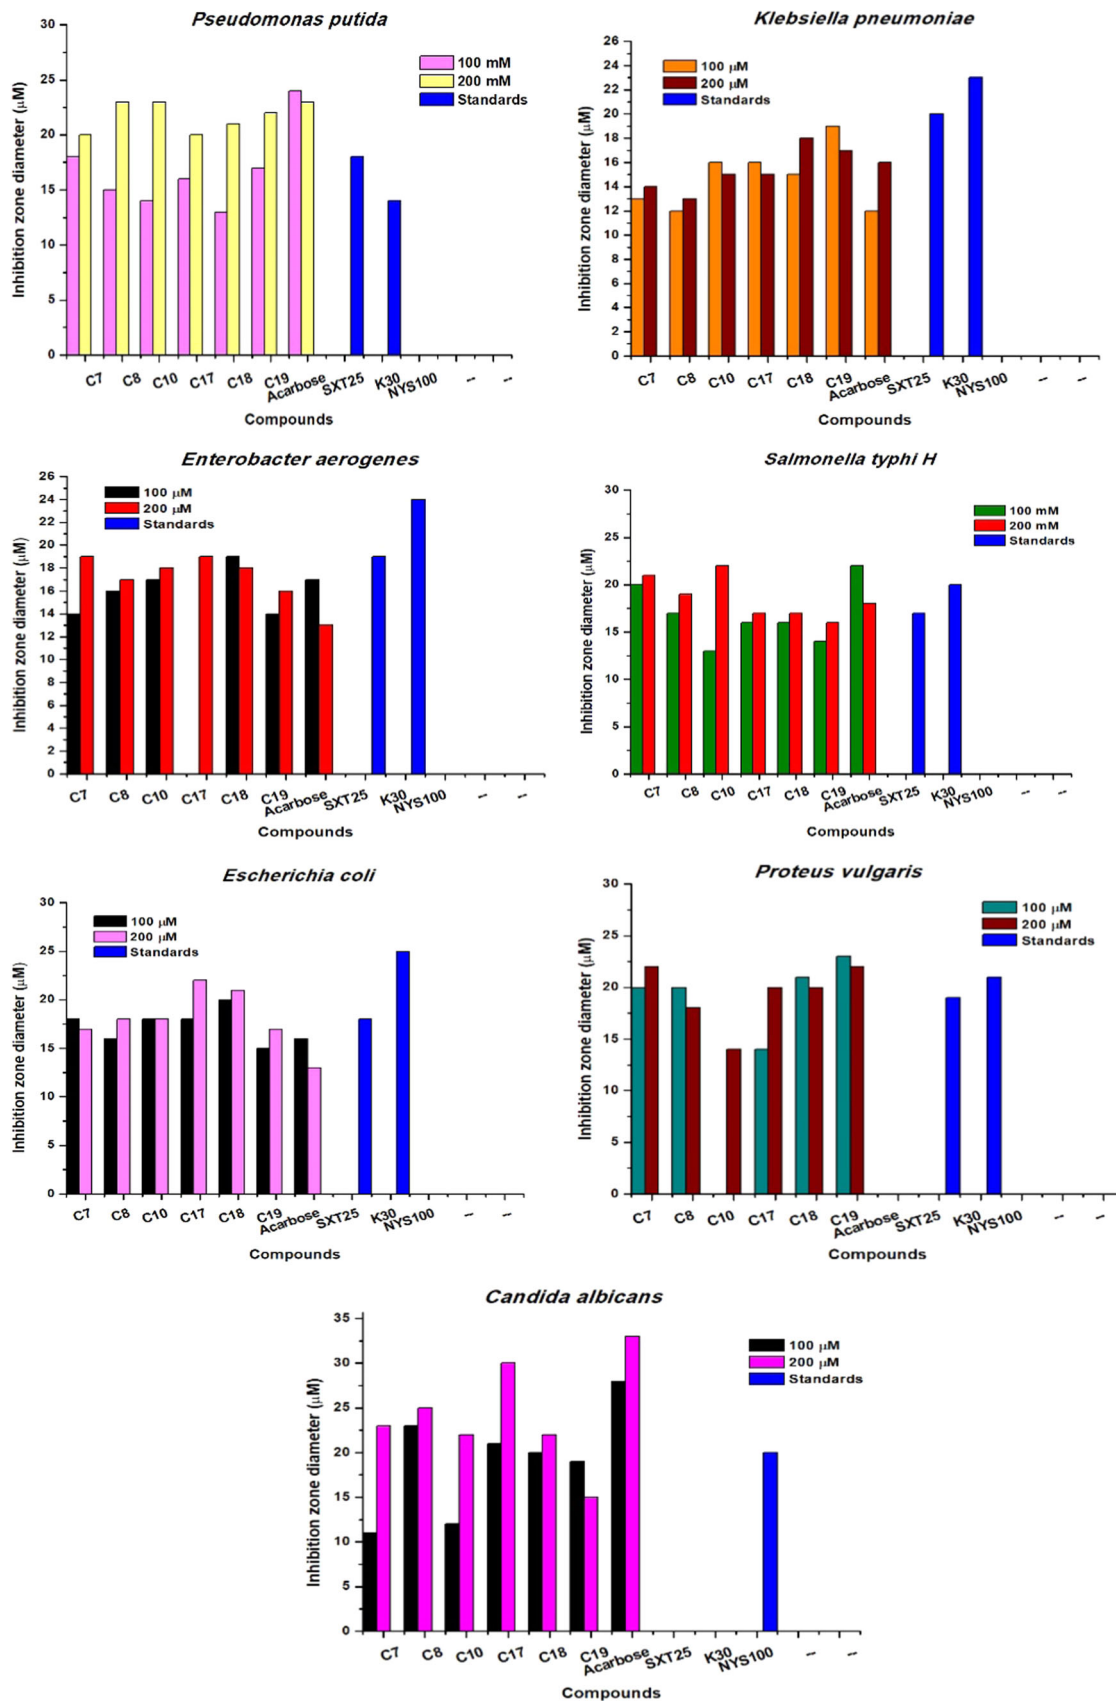 Pseudomonas putida
30
25
20
15
10
5
0
Inhibition zone diameter (µM)
100 mM
200 mM
Standards
C7 C8 C10 C17 C18 C19 Acarbose SXT25 K30 NYS100 -- --
Compounds
Klebsiella pneumoniae
26
24
22
20
18
16
14
12
10
8
6
4
2
0
Inhibition zone diameter (µM)
100 µM
200 µM
Standards
C7 C8 C10 C17 C18 C19 Acarbose SXT25 K30 NYS100 -- --
Compounds
Enterobacter aerogenes
26
24
22
20
18
16
14
12
10
8
6
4
2
0
Inhibition zone diameter (µM)
100 µM
200 µM
Standards
C7 C8 C10 C17 C18 C19 Acarbose SXT25 K30 NYS100 -- --
Compounds
Salmonella typhi H
30
25
20
15
10
5
0
Inhibition zone diameter (µM)
100 mM
200 mM
Standards
C7 C8 C10 C17 C18 C19 Acarbose SXT25 K30 NYS100 -- --
Compounds
Escherichia coli
30
25
20
15
10
5
0
Inhibition zone diameter (µM)
100 µM
200 µM
Standards
C7 C8 C10 C17 C18 C19 Acarbose SXT25 K30 NYS100 -- --
Compounds
Proteus vulgaris
30
25
20
15
10
5
0
Inhibition zone diameter (µM)
100 µM
200 µM
Standards
C7 C8 C10 C17 C18 C19 Acarbose SXT25 K30 NYS100 -- --
Compounds
Candida albicans
35
30
25
20
15
10
5
0
Inhibition zone diameter (µM)
100 µM
200 µM
Standards
C7 C8 C10 C17 C18 C19 Acarbose SXT25 K30 NYS100 -- --
Compounds